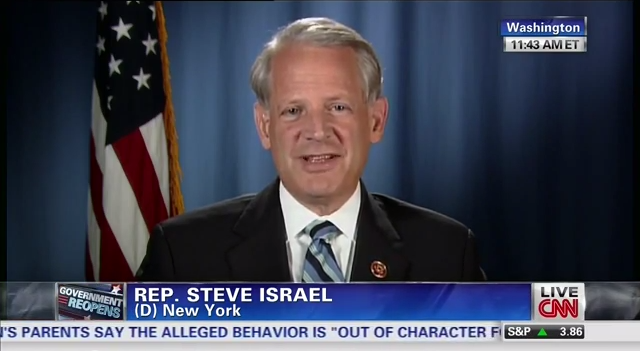 Washington
11:43 AM ET
GOVERNMENT
REOPENS
REP. STEVE ISRAEL
(D) New York
LIVE
CNN
'S PARENTS SAY THE ALLEGED BEHAVIOR IS "OUT OF CHARACTER F
S&P ▲ 3.86